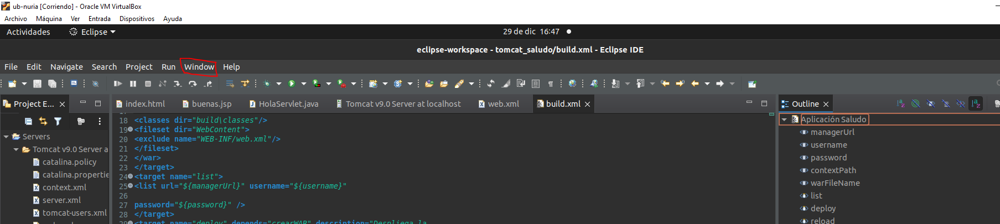 ub-nuria [Corriendo] - Oracle VM VirtualBox
Archivo Máquina Ver Entrada Dispositivos Ayuda
Actividades Eclipse 29 de dic 16:47
eclipse-workspace - tomcat_saludo/build.xml - Eclipse IDE
File Edit Navigate Search Project Run Window Help
Project E... index.html buenas.jsp HolaServlet.java Tomcat v9.0 Server at localhost web.xml build.xml Outline
Servers
Tomcat v9.0 Server a
catalina.policy
catalina.propertie
context.xml
server.xml
tomcat-users.xml
18 <classes dir="build\classes"/>
19 <fileset dir="WebContent">
20 <exclude name="WEB-INF/web.xml"/>
21 </fileset>
22 </war>
23 </target>
24 <target name="list">
25 <list url="${managerUrl}" username="${username}"
26
27 password="${password}" />
28 </target>
29 <target name="deploy" depends="crearWAR" description="Despliega la
Aplicación Saludo
managerUrl
username
password
contextPath
warFileName
list
deploy
reload